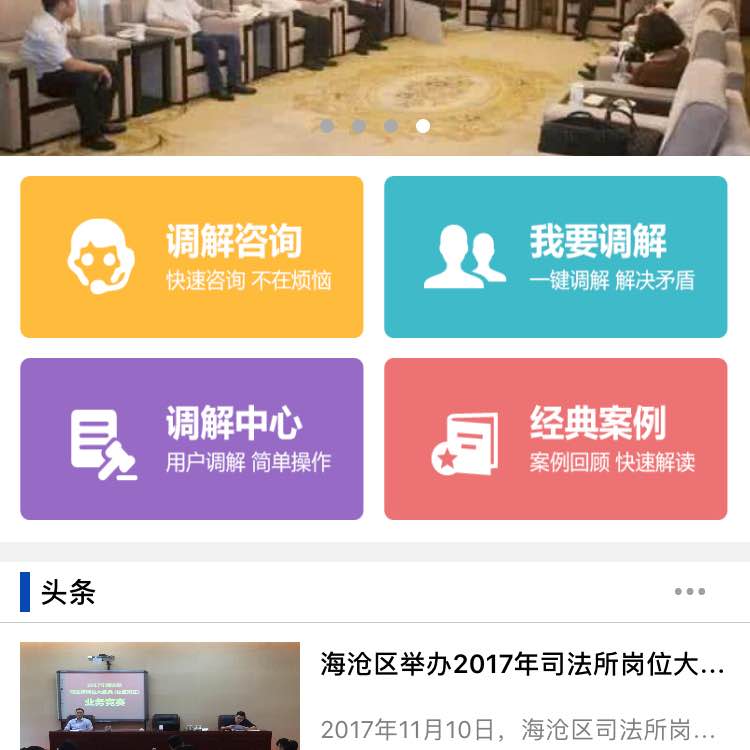 调解咨询
快速咨询 不在烦恼
我要调解
一键调解 解决矛盾
调解中心
用户调解 简单操作
经典案例
案例回顾 快速解读
头条
海沧区举办2017年司法所岗位大...
2017年11月10日，海沧区司法所岗...
业务竞赛